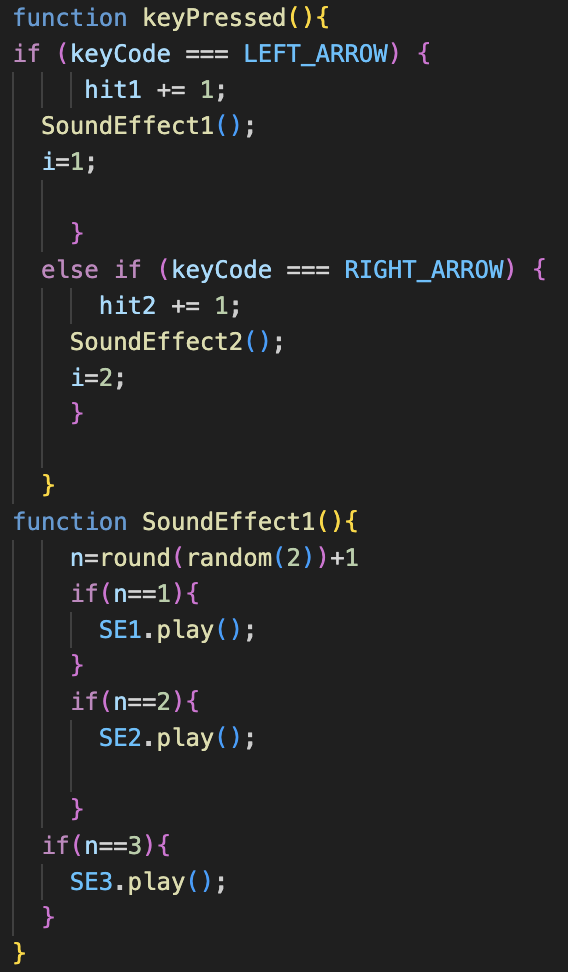 function keyPressed(){
if (keyCode === LEFT_ARROW) {
hit1 += 1;
SoundEffect1();
i=1;
}
else if (keyCode === RIGHT_ARROW) {
hit2 += 1;
SoundEffect2();
i=2;
}
}
function SoundEffect1(){
n=round(random(2))+1
if(n==1){
SE1.play();
}
if(n==2){
SE2.play();
}
if(n==3){
SE3.play();
}
}